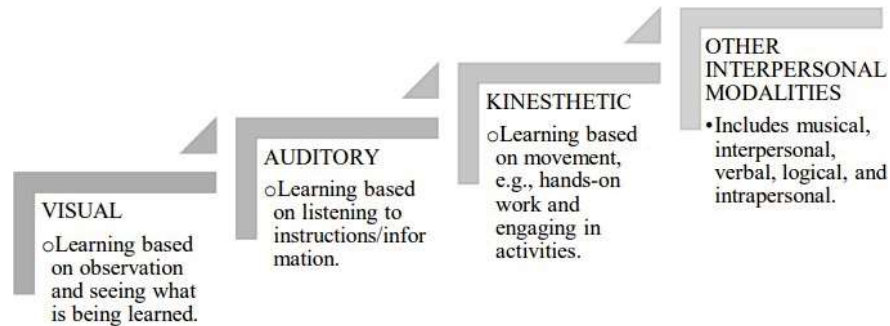 VISUAL
oLearning based
on observation
and seeing what
is being learned.
AUDITORY
oLearning based
on listening to
instructions/infor
mation.
KINESTHETIC
oLearning based
on movement,
e.g., hands-on
work and
engaging in
activities.
OTHER
INTERPERSONAL
MODALITIES
•Includes musical,
interpersonal,
verbal, logical, and
intrapersonal.